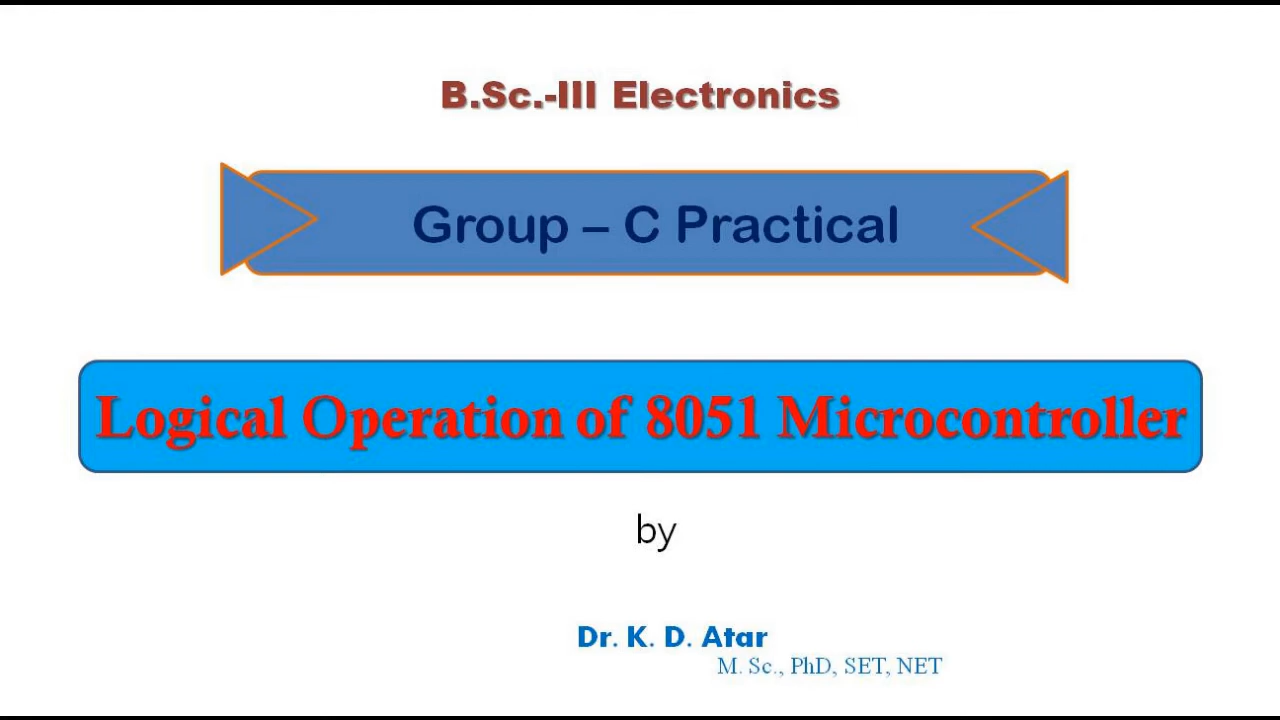 B.Sc.-III Electronics
Group – C Practical
Logical Operation of 8051 Microcontroller
by
Dr. K. D. Atar
M. Sc., PhD, SET, NET